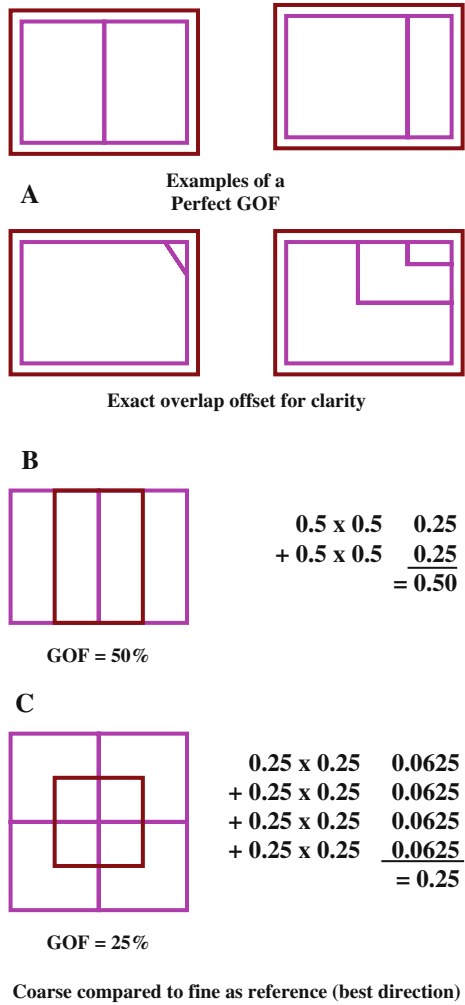 Examples of a
Perfect GOF
A
Exact overlap offset for clarity
B
0.5 x 0.5 0.25
+ 0.5 x 0.5 0.25
= 0.50
GOF = 50%
C
0.25 x 0.25 0.0625
+ 0.25 x 0.25 0.0625
+ 0.25 x 0.25 0.0625
+ 0.25 x 0.25 0.0625
= 0.25
GOF = 25%
Coarse compared to fine as reference (best direction)